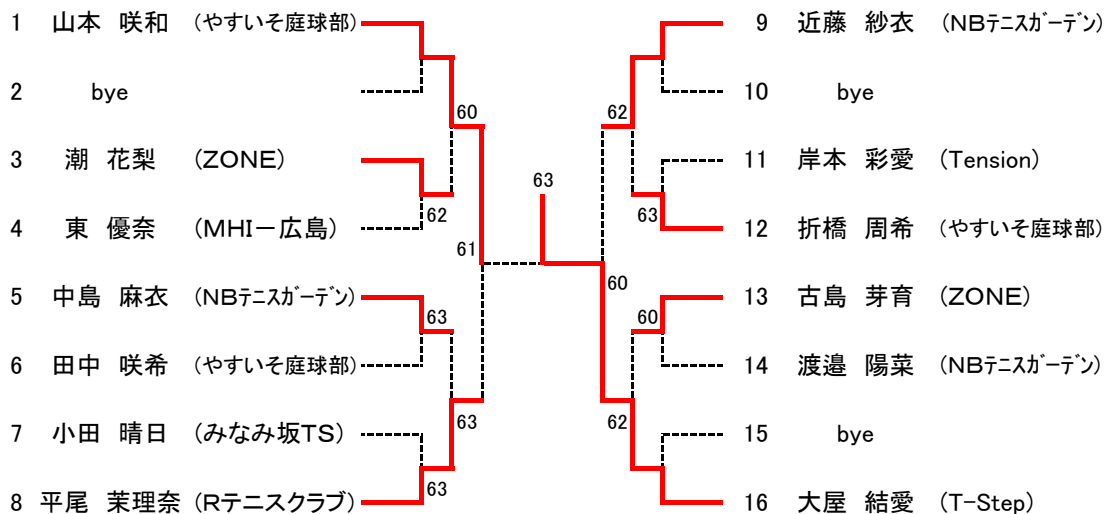 1 山本 咲和 (やすいそ庭球部)
2 bye
60
3 潮 花梨 (ZONE)
62
4 東 優奈 (MHI－広島)
61
5 中島 麻衣 (NBテニスガーデン)
63
6 田中 咲希 (やすいそ庭球部)
63
7 小田 晴日 (みなみ坂TS)
63
8 平尾 茉理奈 (Rテニスクラブ)
63
9 近藤 紗衣 (NBテニスガーデン)
10 bye
62
11 岸本 彩愛 (Tension)
63
12 折橋 周希 (やすいそ庭球部)
60
13 古島 芽育 (ZONE)
60
14 渡邉 陽菜 (NBテニスガーデン)
62
15 bye
16 大屋 結愛 (T-Step)